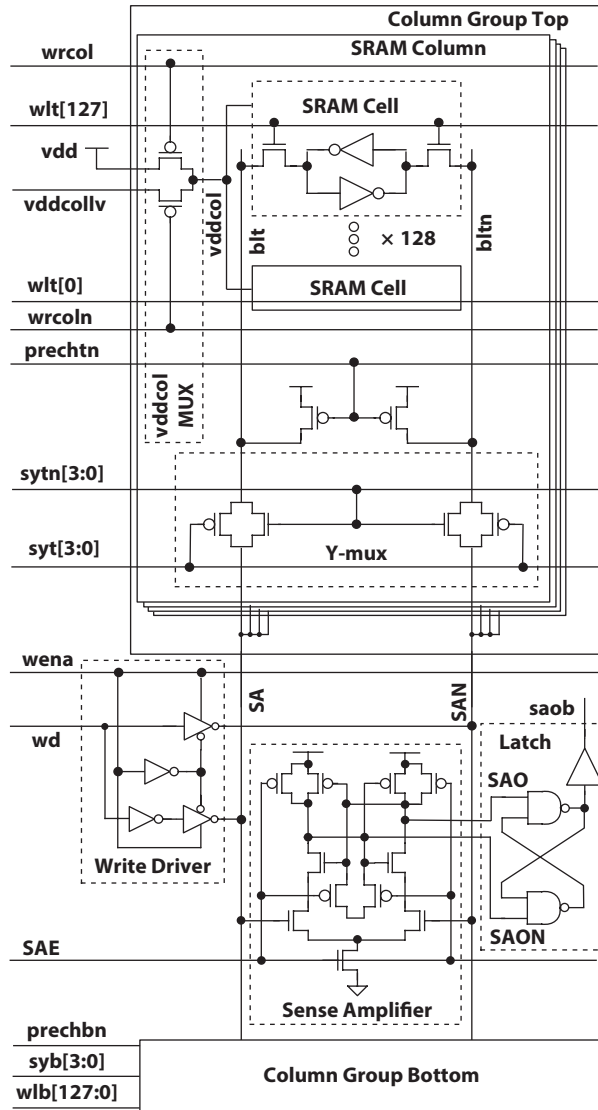 Column Group Top
wrcol
SRAM Column
wlt[127]
SRAM Cell
vdd
vddcollv
vddcol
blt
bltn
× 128
wlt[0]
SRAM Cell
wrcoln
prechtn
vddcol
MUX
sytn[3:0]
syt[3:0]
Y-mux
wena
SA
SAN
saob
wd
Latch
SAO
Write Driver
SAE
SAON
Sense Amplifier
prechbn
syb[3:0]
Column Group Bottom
wlb[127:0]